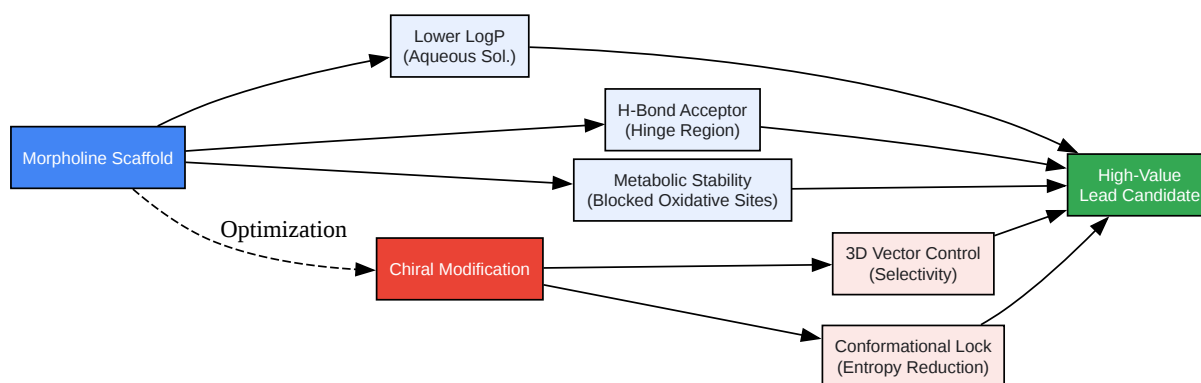 Lower LogP
(Aqueous Sol.)
H-Bond Acceptor
(Hinge Region)
Morpholine Scaffold
Metabolic Stability
(Blocked Oxidative Sites)
High-Value
Lead Candidate
Optimization
Chiral Modification
3D Vector Control
(Selectivity)
Conformational Lock
(Entropy Reduction)